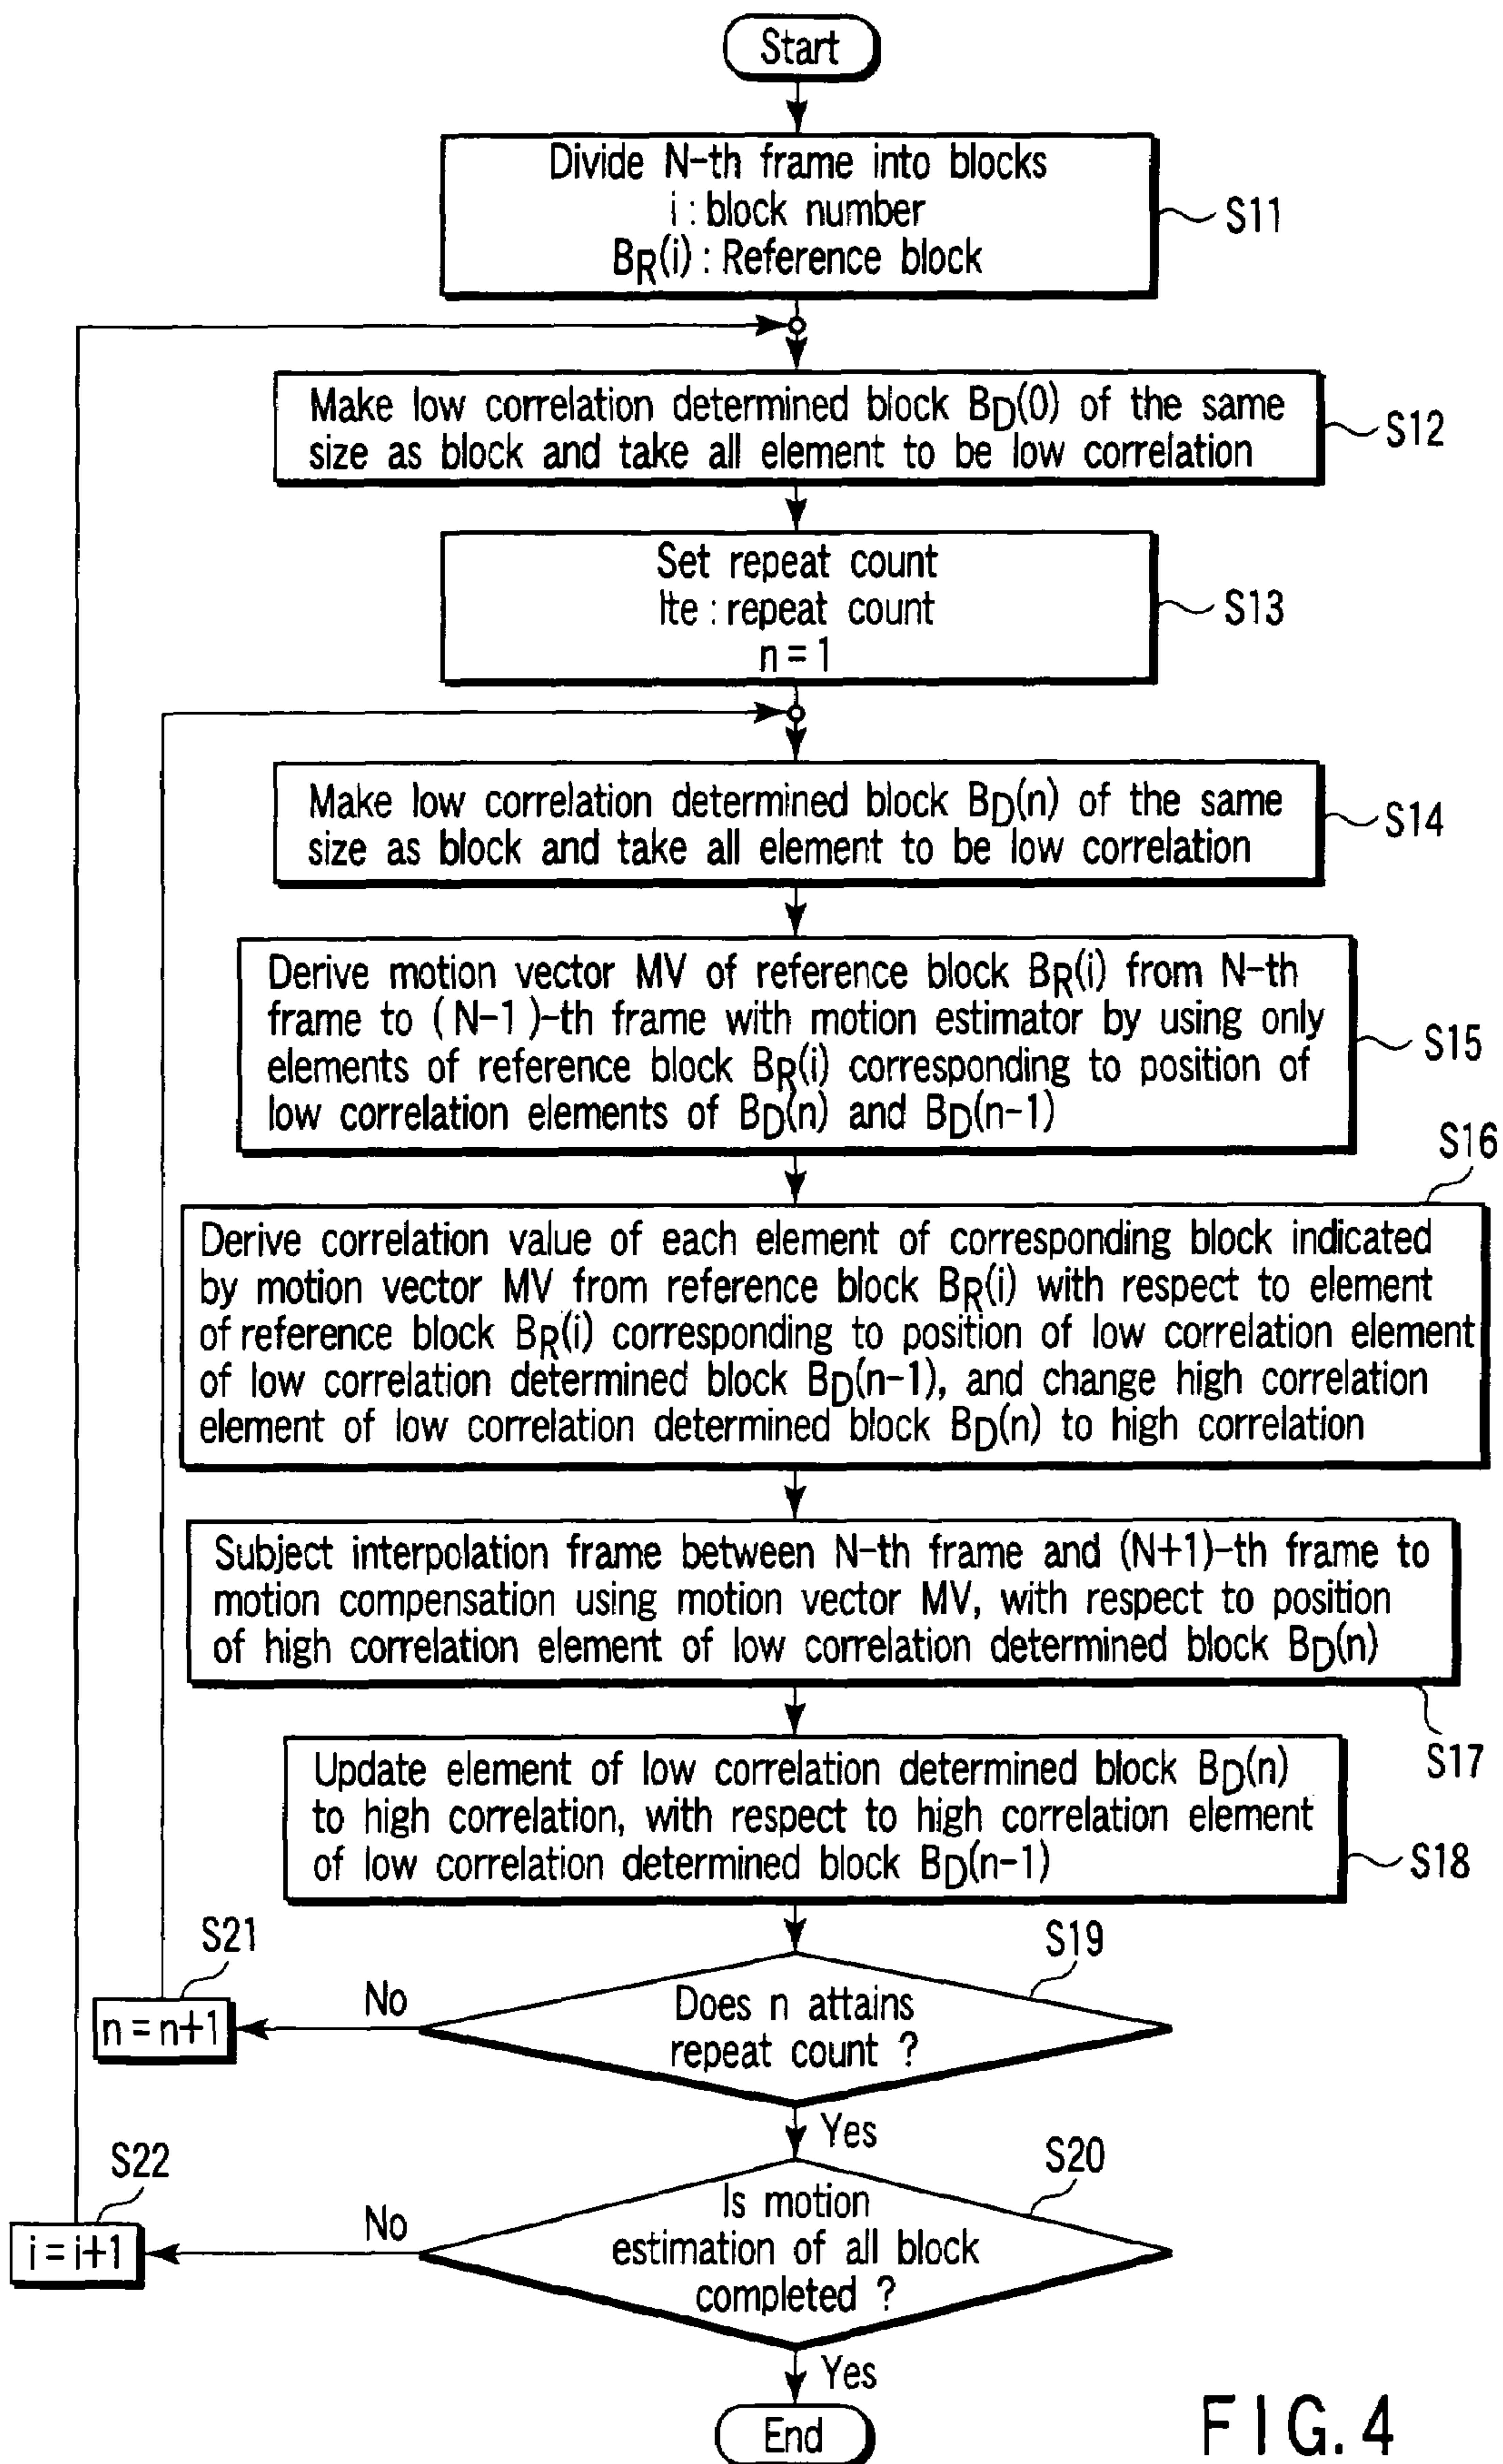 Start
Divide N-th frame into blocks
i : block number
BR(i) : Reference block
S11
Make low correlation determined block BD(0) of the same
size as block and take all element to be low correlation
S12
Set repeat count
Ite : repeat count
n = 1
S13
Make low correlation determined block BD(n) of the same
size as block and take all element to be low correlation
S14
Derive motion vector MV of reference block BR(i) from N-th
frame to (N-1)-th frame with motion estimator by using only
elements of reference block BR(i) corresponding to position of
low correlation elements of BD(n) and BD(n-1)
S15
S16
Derive correlation value of each element of corresponding block indicated
by motion vector MV from reference block BR(i) with respect to element
of reference block BR(i) corresponding to position of low correlation element
of low correlation determined block BD(n-1), and change high correlation
element of low correlation determined block BD(n) to high correlation
Subject interpolation frame between N-th frame and (N+1)-th frame to
motion compensation using motion vector MV, with respect to position
of high correlation element of low correlation determined block BD(n)
S17
Update element of low correlation determined block BD(n)
to high correlation, with respect to high correlation element
of low correlation determined block BD(n-1)
S18
S21
n = n+1
No
S19
Does n attains
repeat count ?
Yes
S22
i = i+1
No
S20
Is motion
estimation of all block
completed ?
Yes
End
FIG. 4